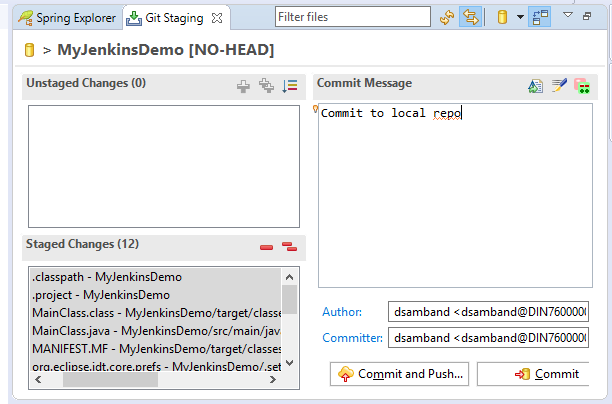 Spring Explorer
Git Staging
Filter files
> MyJenkinsDemo [NO-HEAD]
Unstaged Changes (0)
Commit Message
Commit to local repo
Staged Changes (12)
.classpath - MyJenkinsDemo
.project - MyJenkinsDemo
MainClass.class - MyJenkinsDemo/target/classe
MainClass.java - MyJenkinsDemo/src/main/java
MANIFEST.MF - MyJenkinsDemo/target/classes
org.eclipse.jdt.core.prefs - MyJenkinsDemo/.set
Author:
dsamband <dsamband@DIN7600000
Committer:
dsamband <dsamband@DIN7600000
Commit and Push...
Commit